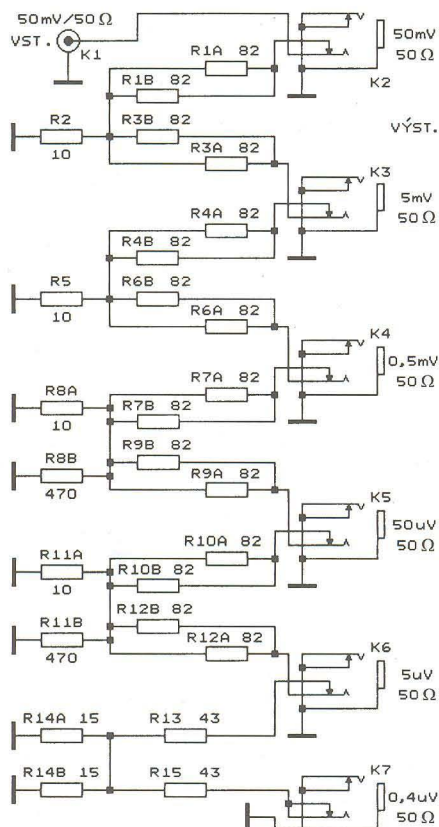 50mV/50Ω
VST.
K1
R1A 82
50mV
50Ω
K2
R1B 82
R2
10
R3B 82
VÝST.
R3A 82
K3
5mV
50Ω
R4A 82
R4B 82
R5
10
R6B 82
R6A 82
K4
0,5mV
50Ω
R7A 82
R8A
10
R7B 82
R9B 82
R8B
470
R9A 82
K5
50uV
50Ω
R10A 82
R11A
10
R10B 82
R12B 82
R11B
470
R12A 82
K6
5uV
50Ω
R14A 15
R13 43
R14B 15
R15 43
K7
0,4uV
50Ω